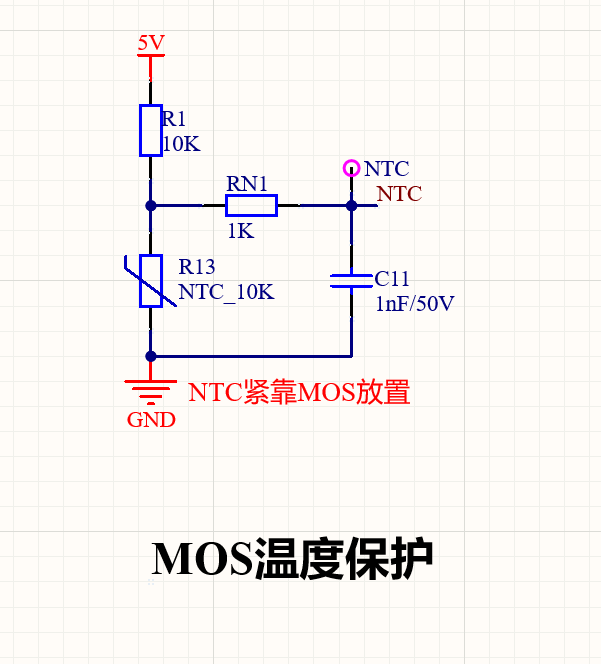 5V
R1
10K
NTC
RN1
NTC
1K
R13
NTC_10K
C11
1nF/50V
NTC紧靠MOS放置
GND
MOS温度保护